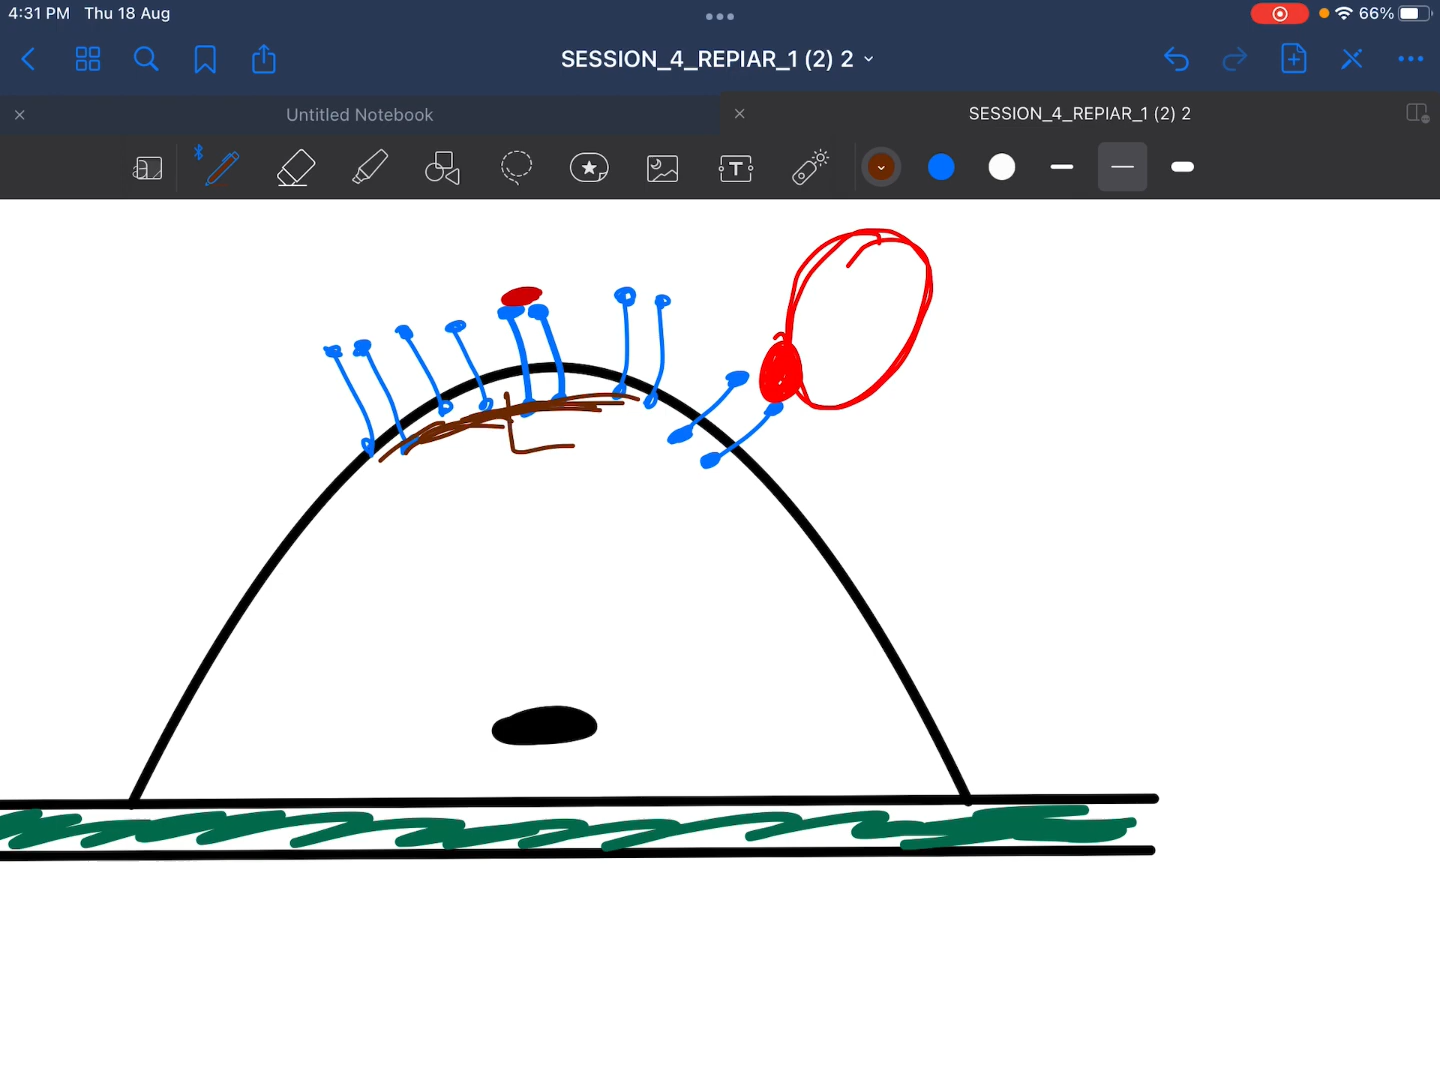 4:31 PM Thu 18 Aug
66%
SESSION_4_REPIAR_1 (2) 2
Untitled Notebook
SESSION_4_REPIAR_1 (2) 2